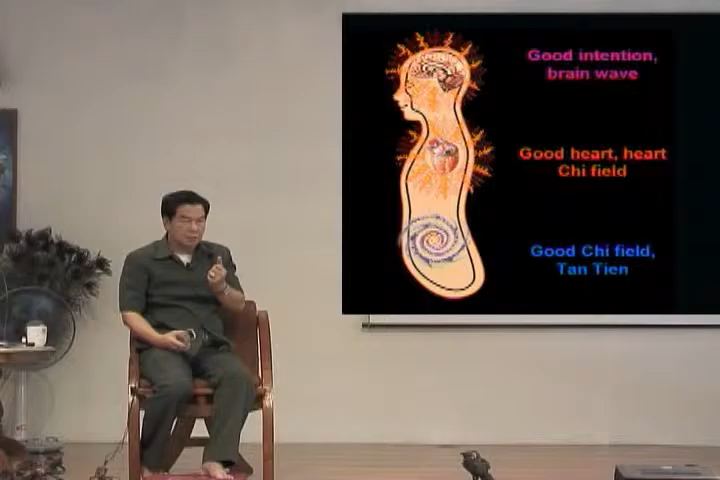 Good intention,
brain wave
Good heart, heart
Chi field
Good Chi field,
Tan Tien